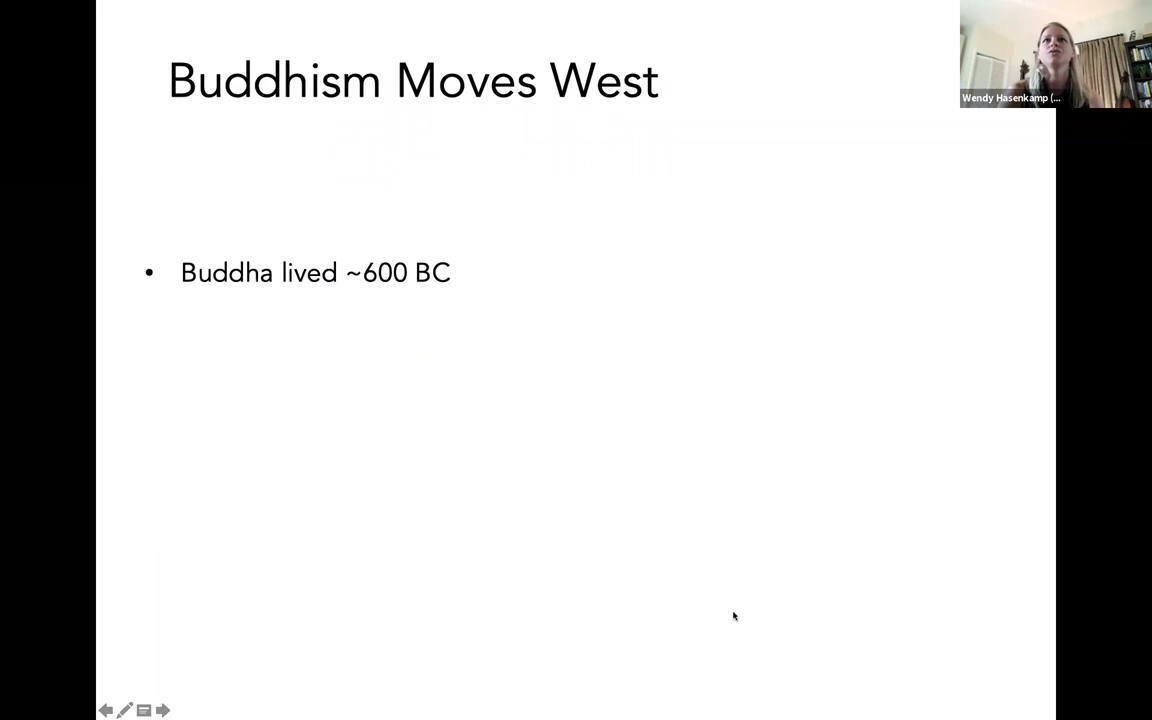 Buddhism Moves West
Wendy Hasenkamp (...
• Buddha lived ~600 BC